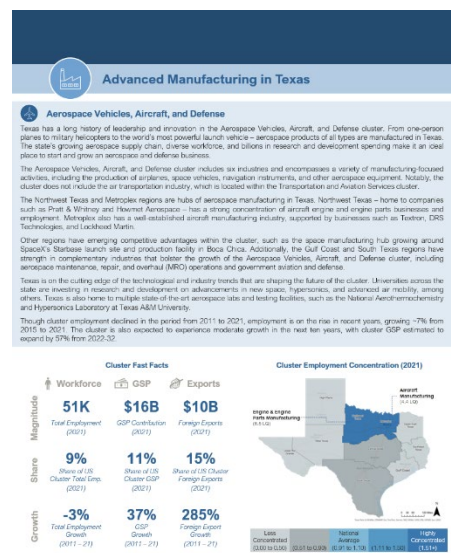 Advanced Manufacturing in Texas
Aerospace Vehicles, Aircraft, and Defense
Texas has a long history of leadership and innovation in the Aerospace Vehicles, Aircraft, and Defense cluster. From one-person
planes to military helicopters to the world's most powerful launch vehicle – aerospace products of all types are manufactured in Texas.
The state's growing aerospace supply chain, diverse workforce, and billions in research and development spending make it an ideal
place to start and grow an aerospace and defense business.
The Aerospace Vehicles, Aircraft, and Defense cluster includes six industries and encompasses a variety of manufacturing-focused
activities, including the production of airplanes, space vehicles, navigation instruments, and other aerospace equipment. Notably, the
cluster does not include the air transportation industry, which is located within the Transportation and Aviation Services cluster.
The Northwest Texas and Metroplex regions are hubs of aerospace manufacturing in Texas. Northwest Texas – home to companies
such as Pratt & Whitney and Howmet Aerospace – has a strong concentration of aircraft engine and engine parts businesses and
employment. Metroplex also has a well-established aircraft manufacturing industry, supported by businesses such as Textron, DRS
Technologies, and Lockheed Martin.
Other regions have emerging competitive advantages within the cluster, such as the space manufacturing hub growing around
SpaceX's Starbase launch site and production facility in Boca Chica. Additionally, the Gulf Coast and South Texas regions have
strength in complementary industries that bolster the growth of the Aerospace Vehicles, Aircraft, and Defense cluster, including
aerospace maintenance, repair, and overhaul (MRO) operations and government aviation and defense.
Texas is on the cutting edge of the technological and industry trends that are shaping the future of the cluster. Universities across the
state are investing in research and development on advancements in new space, hypersonics, and advanced air mobility, among
others. Texas is also home to multiple state-of-the-art aerospace labs and testing facilities, such as the National Aerothermochemistry
and Hypersonics Laboratory at Texas A&M University.
Though cluster employment declined in the period from 2011 to 2021, employment is on the rise in recent years, growing ~7% from
2015 to 2021. The cluster is also expected to experience moderate growth in the next ten years, with cluster GSP estimated to
expand by 57% from 2022-32.
Cluster Fast Facts
Workforce GSP Exports
Magnitude
51K $16B $10B
Total Employment GSP Contribution Foreign Exports
(2021) (2021) (2021)
Share
9% 11% 15%
Share of US Share of US Share of US Cluster
Cluster Total Emp. Cluster GSP Foreign Exports
(2021) (2021) (2021)
Growth
-3% 37% 285%
Total Employment GSP Foreign Export
Growth Growth Growth
(2011 – 21) (2011 – 21) (2011 – 21)
Cluster Employment Concentration (2021)
Aircraft
Manufacturing
Engine & Engine
Parts Manufacturing
Less
Concentrated
National
Average
Highly
Concentrated
(1.51+)